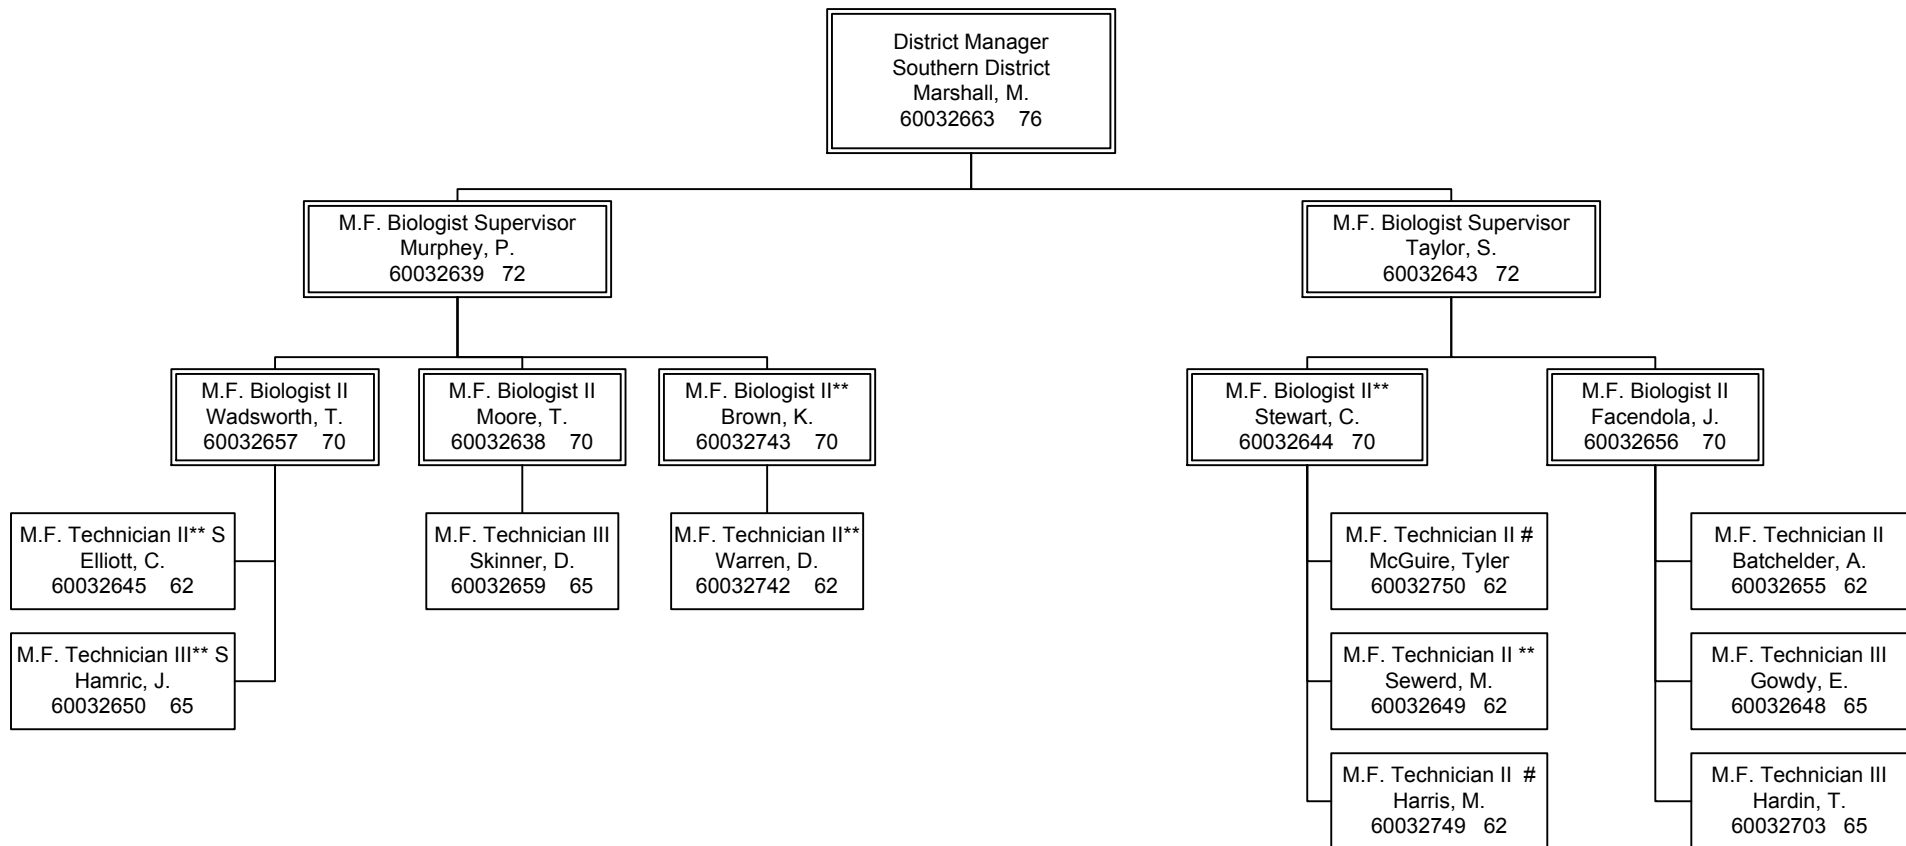 District Manager
Southern District
Marshall, M.
60032663 76
M.F. Biologist Supervisor
Murphey, P.
60032639 72
M.F. Biologist Supervisor
Taylor, S.
60032643 72
M.F. Biologist II
Wadsworth, T.
60032657 70
M.F. Biologist II
Moore, T.
60032638 70
M.F. Biologist II**
Brown, K.
60032743 70
M.F. Biologist II**
Stewart, C.
60032644 70
M.F. Biologist II
Facendola, J.
60032656 70
M.F. Technician II** S
Elliott, C.
60032645 62
M.F. Technician III
Skinner, D.
60032659 65
M.F. Technician II**
Warren, D.
60032742 62
M.F. Technician II #
McGuire, Tyler
60032750 62
M.F. Technician II
Batchelder, A.
60032655 62
M.F. Technician III** S
Hamric, J.
60032650 65
M.F. Technician II **
Sewerd, M.
60032649 62
M.F. Technician III
Gowdy, E.
60032648 65
M.F. Technician II #
Harris, M.
60032749 62
M.F. Technician III
Hardin, T.
60032703 65